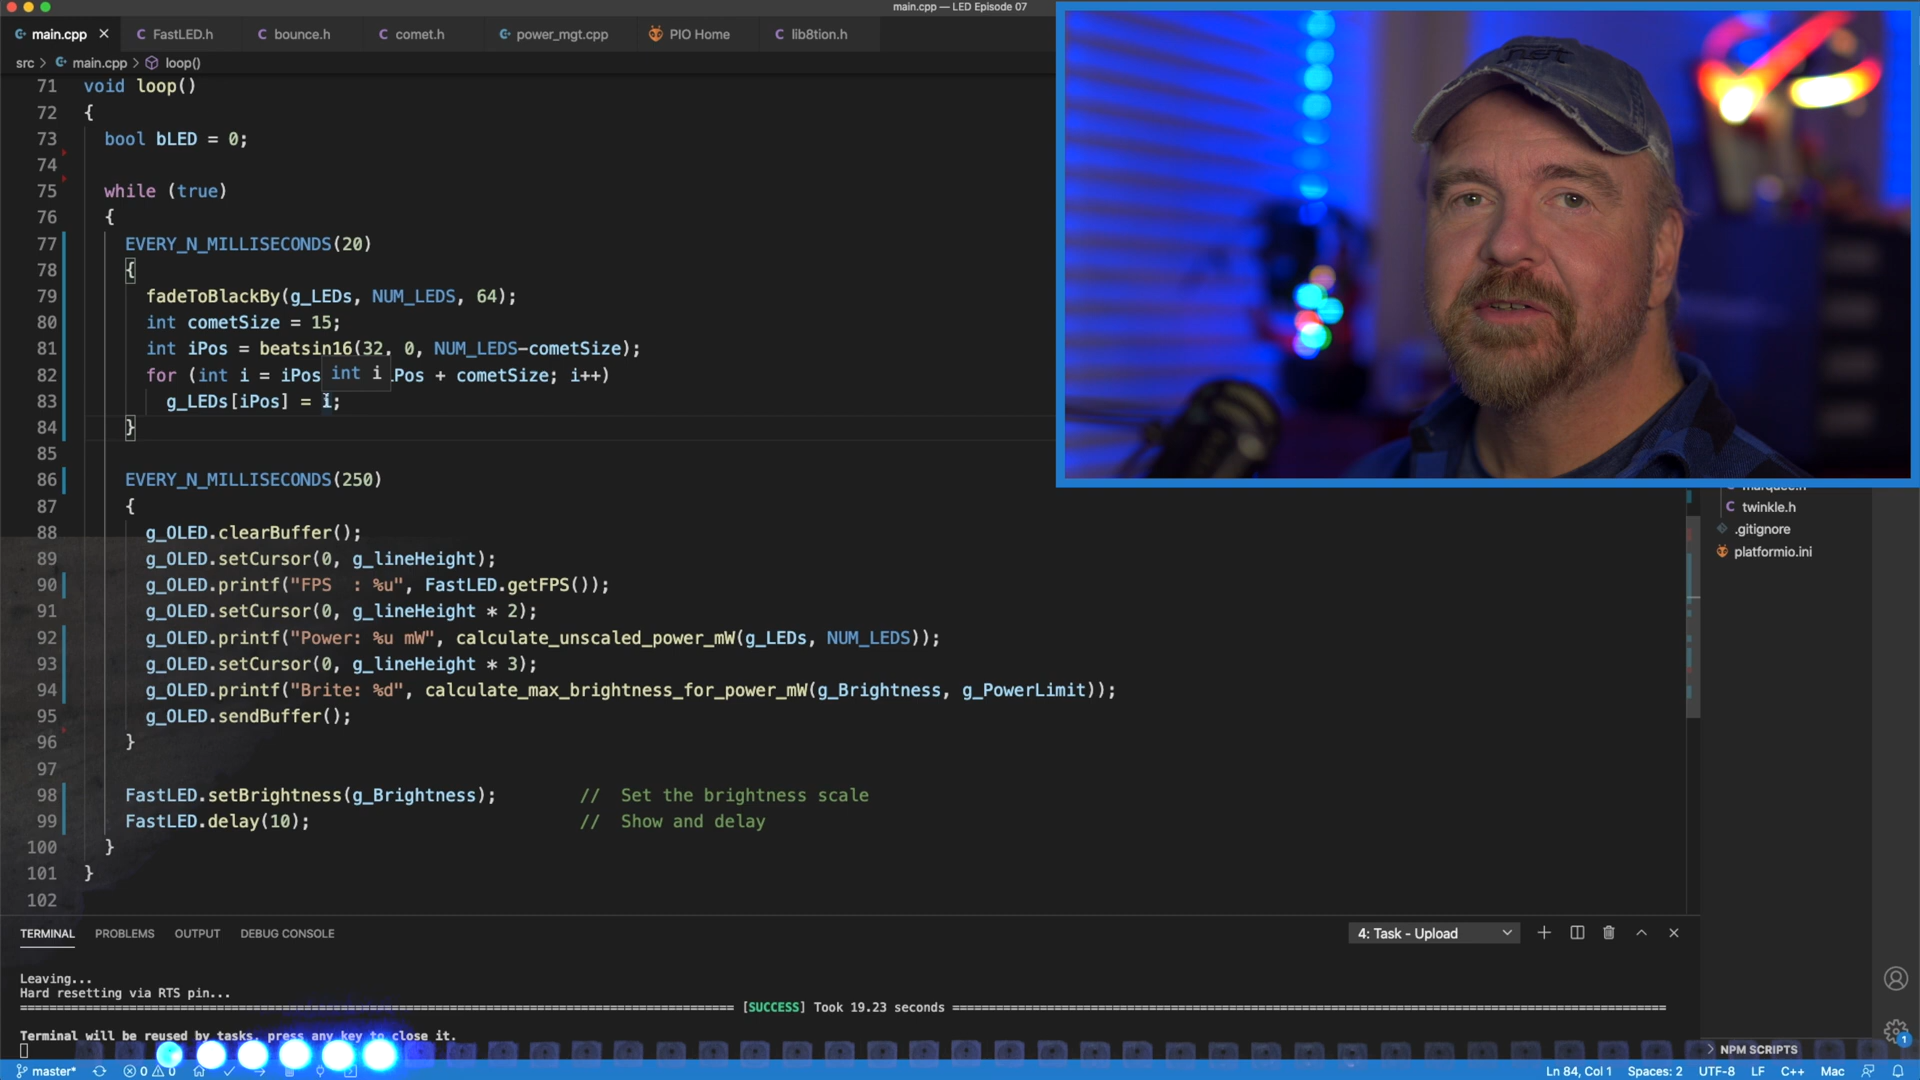 main.cpp — LED Episode 07
main.cpp FastLED.h bounce.h comet.h power_mgt.cpp PIO Home lib8tion.h
src > main.cpp > loop()
71 void loop()
72 {
73 bool bLED = 0;
74
75 while (true)
76 {
77 EVERY_N_MILLISECONDS(20)
78 {
79 fadeToBlackBy(g_LEDs, NUM_LEDS, 64);
80 int cometSize = 15;
81 int iPos = beatsin16(32, 0, NUM_LEDS-cometSize);
82 for (int i = iPos int i Pos + cometSize; i++)
83 g_LEDs[iPos] = i;
84 }
85
86 EVERY_N_MILLISECONDS(250)
87 {
88 g_OLED.clearBuffer();
89 g_OLED.setCursor(0, g_lineHeight);
90 g_OLED.printf("FPS : %u", FastLED.getFPS());
91 g_OLED.setCursor(0, g_lineHeight * 2);
92 g_OLED.printf("Power: %u mW", calculate_unscaled_power_mW(g_LEDs, NUM_LEDS));
93 g_OLED.setCursor(0, g_lineHeight * 3);
94 g_OLED.printf("Brite: %d", calculate_max_brightness_for_power_mW(g_Brightness, g_PowerLimit));
95 g_OLED.sendBuffer();
96 }
97
98 FastLED.setBrightness(g_Brightness); // Set the brightness scale
99 FastLED.delay(10); // Show and delay
100 }
101 }
102
marquee.h
twinkle.h
.gitignore
platformio.ini
TERMINAL PROBLEMS OUTPUT DEBUG CONSOLE 4: Task - Upload
Leaving...
Hard resetting via RTS pin...
[SUCCESS] Took 19.23 seconds
Terminal will be reused by tasks, press any key to close it.
NPM SCRIPTS
1
master* 0 0 Ln 84, Col 1 Spaces: 2 UTF-8 LF C++ Mac